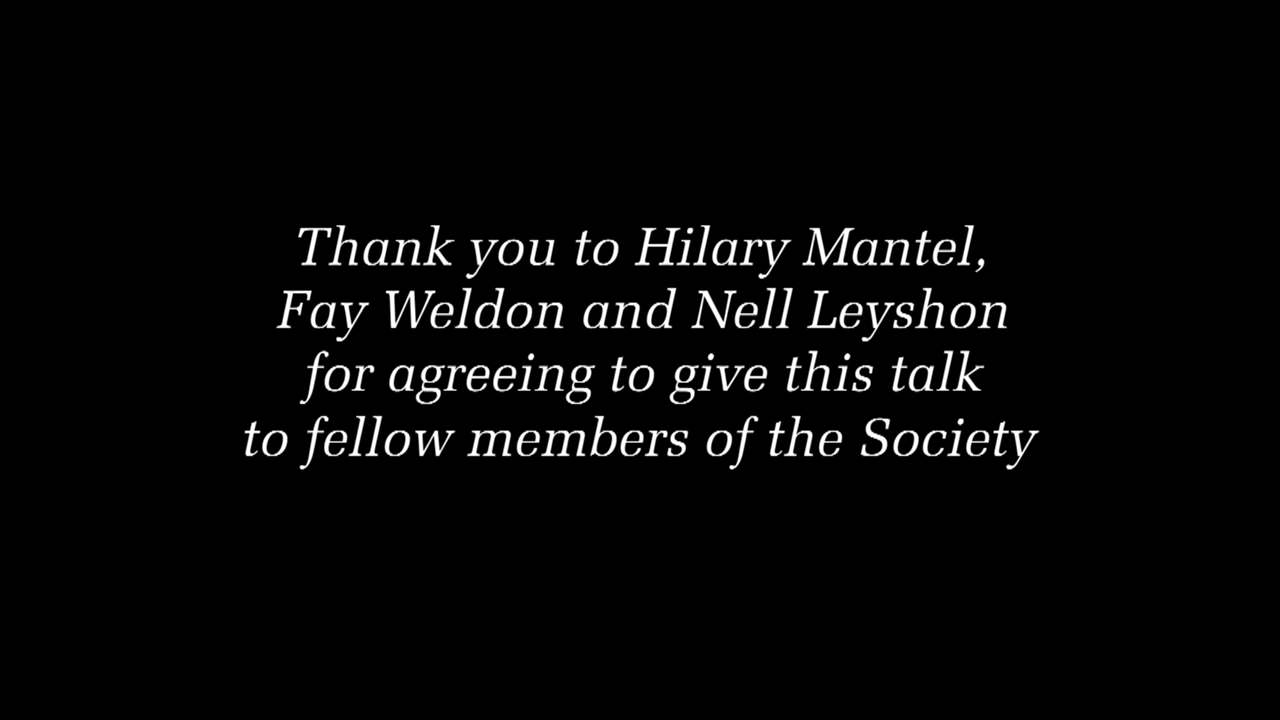 Thank you to Hilary Mantel,
Fay Weldon and Nell Leyshon
for agreeing to give this talk
to fellow members of the Society